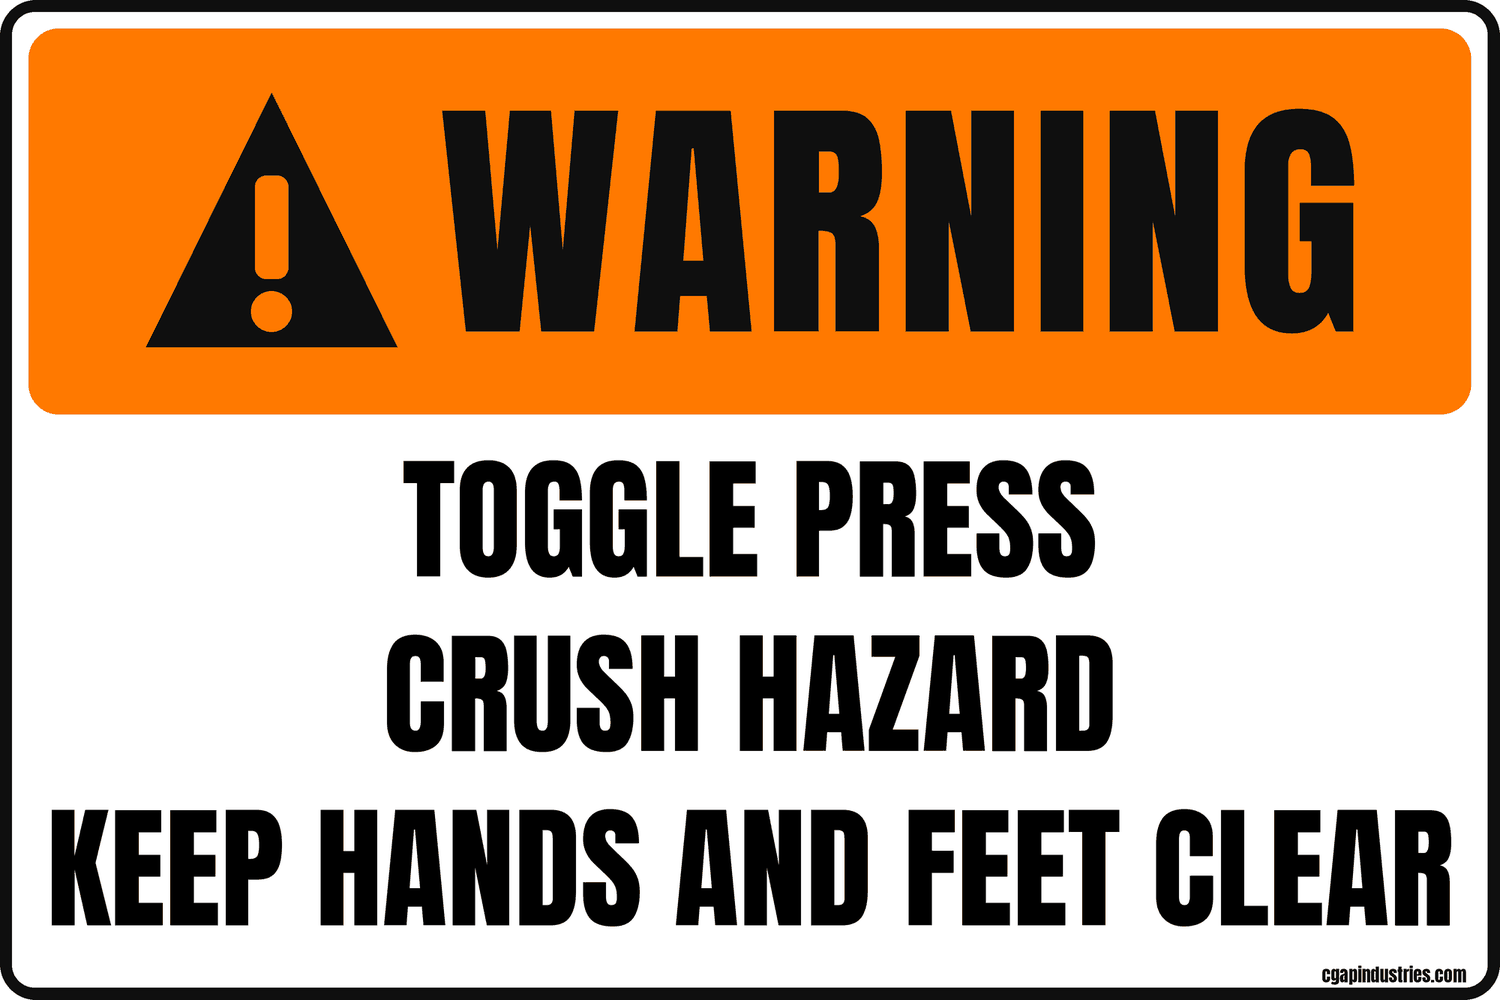 WARNING
TOGGLE PRESS
CRUSH HAZARD
KEEP HANDS AND FEET CLEAR
cgapindustries.com